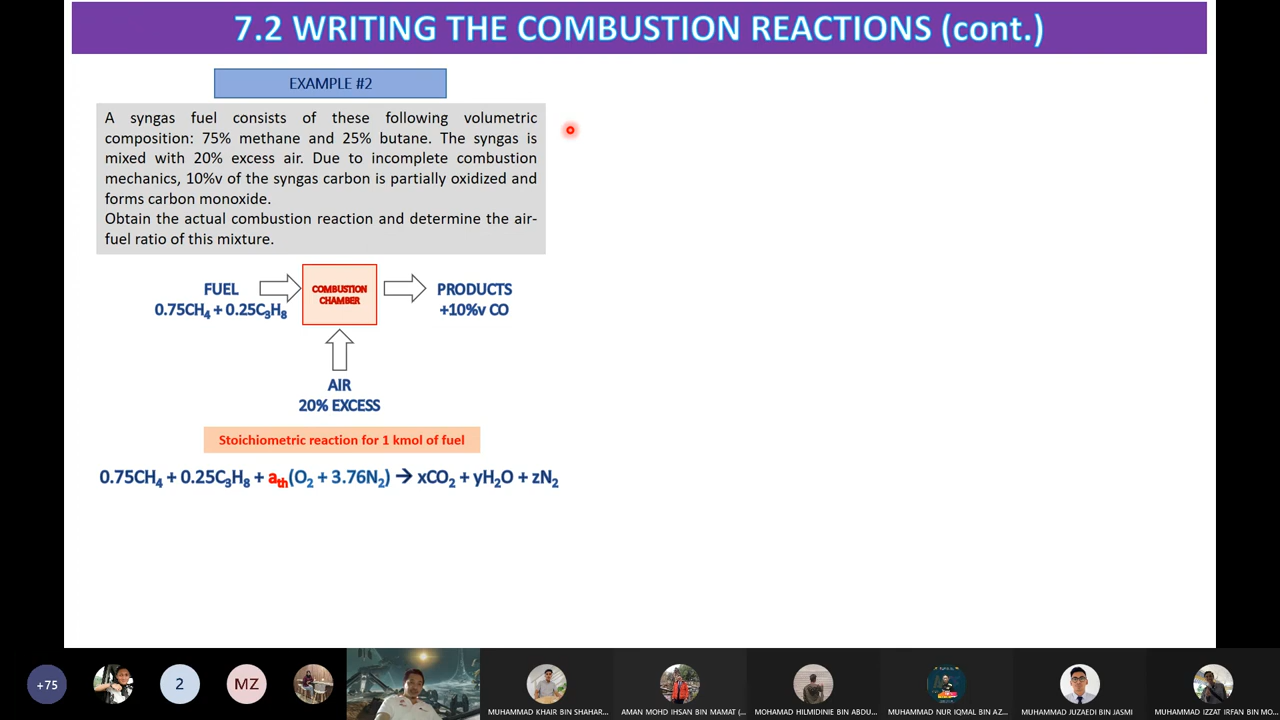 7.2 WRITING THE COMBUSTION REACTIONS (cont.)
EXAMPLE #2
A syngas fuel consists of these following volumetric
composition: 75% methane and 25% butane. The syngas is
mixed with 20% excess air. Due to incomplete combustion
mechanics, 10%v of the syngas carbon is partially oxidized and
forms carbon monoxide.
Obtain the actual combustion reaction and determine the air-
fuel ratio of this mixture.
FUEL
0.75CH₄ + 0.25C₃H₈
COMBUSTION
CHAMBER
PRODUCTS
+10%v CO
AIR
20% EXCESS
Stoichiometric reaction for 1 kmol of fuel
0.75CH₄ + 0.25C₃H₈ + aₜₕ(O₂ + 3.76N₂) → xCO₂ + yH₂O + zN₂
+75
2
MZ
MUHAMMAD KHAIR BIN SHAHAR...
AMAN MOHD IHSAN BIN MAMAT (...
MOHAMAD HILMIDINIE BIN ABDU...
MUHAMMAD NUR IQMAL BIN AZ...
MUHAMMAD JUZAEDI BIN JASMI
MUHAMMAD IZZAT IRFAN BIN MO...